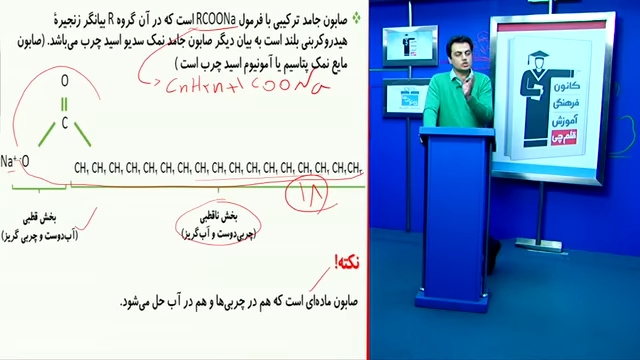 صابون جامد ترکیبی با فرمول RCOONa است که در آن گروه R بیانگر زنجیرهٔ
هیدروکربنی بلند است به بیان دیگر صابون جامد نمک سدیو اسید چرب می‌باشد. (صابون
مایع نمک پتاسیم یا آمونیوم اسید چرب است)
CnH2n+1COONa
O
C
Na⁺ ⁻O
CH₂ CH₂ CH₂ CH₂ CH₂ CH₂ CH₂ CH₂ CH₂ CH₂ CH₂ CH₂ CH₂ CH₂ CH₂ CH₂ CH₃
۱۸
بخش ناقطبی
(چربی‌دوست و آب‌گریز)
بخش قطبی
(آب‌دوست و چربی گریز)
نکته!
صابون ماده‌ای است که هم در چربی‌ها و هم در آب حل می‌شود.
کانون
فرهنگی
آموزش
قلم‌چی